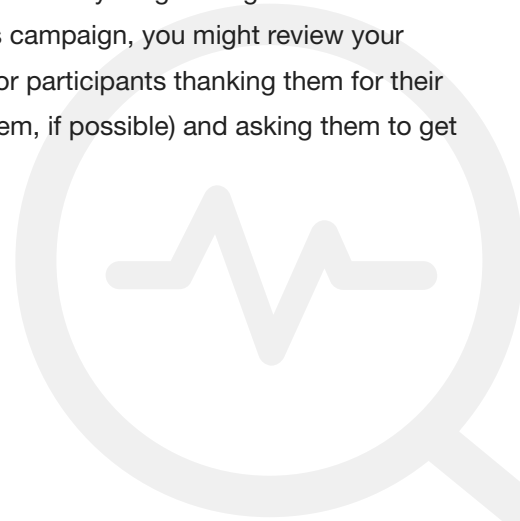 s campaign, you might review your
or participants thanking them for their
em, if possible) and asking them to get